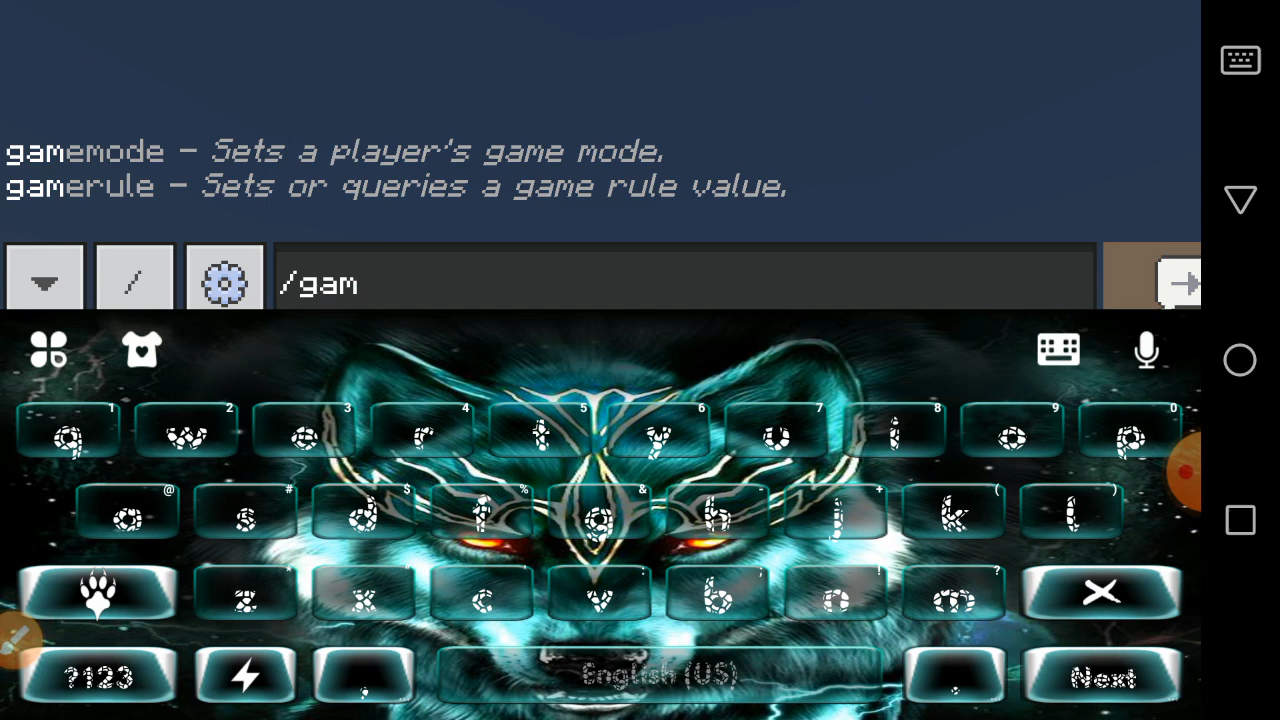 gamemode – Sets a player's game mode.
gamerule – Sets or queries a game rule value.
/ /gam
1 2 3 4 5 6 7 8 9 0
q w e r t y u i o p
@ # $ % & - + ( )
a s d f g h j k l
* " ' : ; ! ?
z x c v b n m
?123 , English (US) . Next